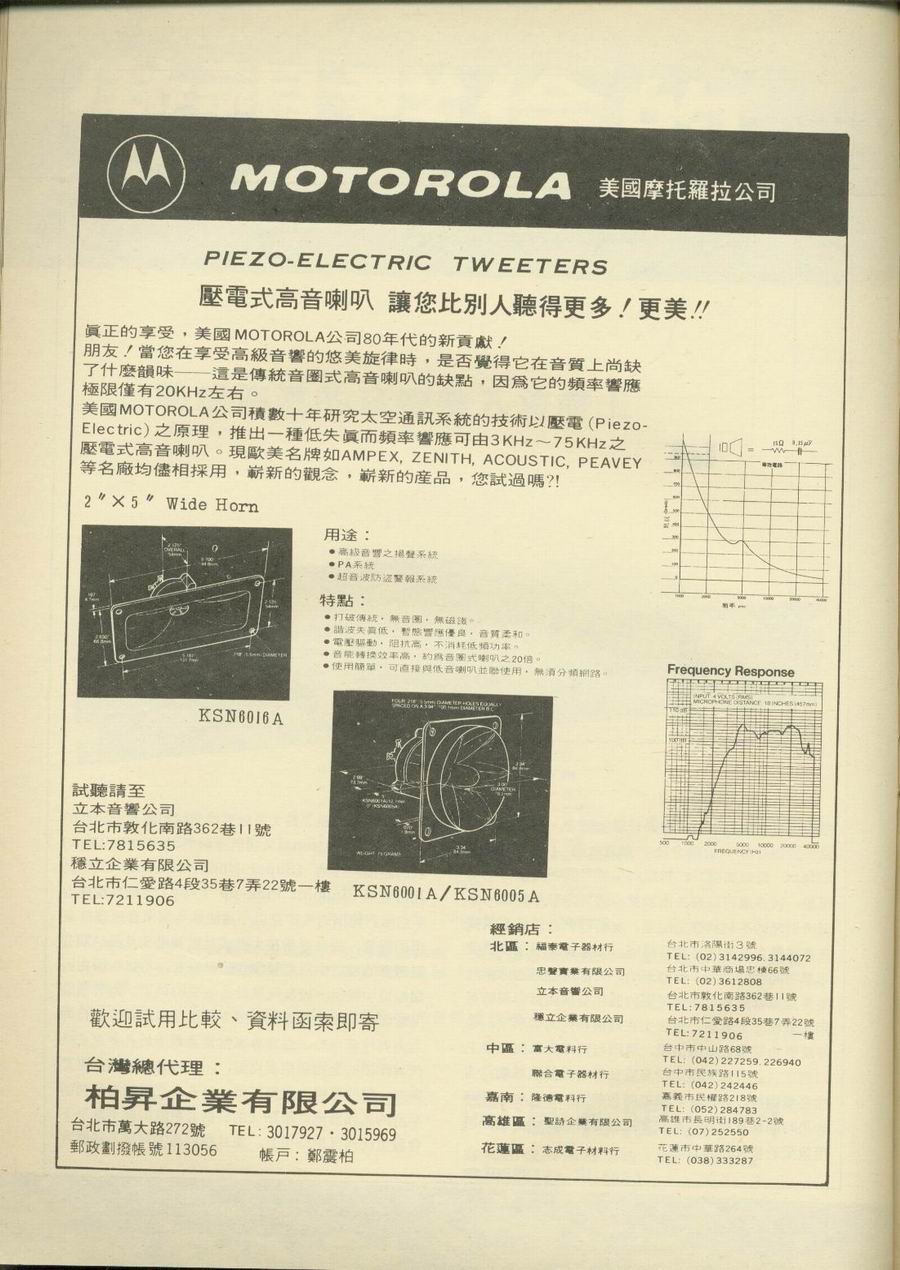 MOTOROLA 美國摩托羅拉公司
PIEZO-ELECTRIC TWEETERS
壓電式高音喇叭 讓您比別人聽得更多！更美!!
眞正的享受，美國MOTOROLA公司80年代的新貢獻！
朋友！當您在享受高級音響的悠美旋律時，是否覺得它在音質上尚缺
了什麼韻味──這是傳統音圈式高音喇叭的缺點，因爲它的頻率響應
極限僅有20KHz左右。
美國MOTOROLA公司積數十年研究太空通訊系統的技術以壓電 (Piezo-
Electric) 之原理，推出一種低失眞而頻率響應可由3KHz～75KHz之
壓電式高音喇叭。現歐美名牌如AMPEX, ZENITH, ACOUSTIC, PEAVEY
等名廠均儘相採用，嶄新的觀念，嶄新的產品，您試過嗎?!
2〞×5〞 Wide Horn
用途：
●高級音響之揚聲系統
●PA系統
●超音波防盜警報系統
特點：
●打破傳統，無音圈，無磁譏。
●諧波失眞低，暫態響應優良，音質柔和。
●電壓驅動，阻抗高，不消耗低頻功率。
●音能轉換效率高，約爲音圈式喇叭之20倍。
●使用簡單，可直接與低音喇叭並聯使用，無須分頻網路。
KSN6016A
Frequency Response
INPUT 4 VOLTS (RMS)
MICROPHONE DISTANCE 18 INCHES (457mm)
500 1000 2000 5000 10000 20000 40000
FREQUENCY (Hz)
FOUR .218" 5.5mm DIAMETER HOLES EQUALLY
KSN6001A/KSN6005A
試聽請至
立本音響公司
台北市敦化南路362巷11號
TEL:7815635
穩立企業有限公司
台北市仁愛路4段35巷7弄22號一樓
TEL:7211906
歡迎試用比較、資料函索即寄
台灣總代理：
柏昇企業有限公司
台北市萬大路272號 TEL:3017927・3015969
郵政劃撥帳號113056 帳戸：鄭震柏
經銷店：
北區：福泰電子器材行 台北市洛陽街3號
TEL: (02)3142996.3144072
忠聲實業有限公司 台北市中華商場忠棟66號
TEL: (02)3612808
立本音響公司 台北市敦化南路362巷11號
TEL:7815635
穩立企業有限公司 台北市仁愛路4段35巷7弄22號
TEL:7211906 一樓
中區：富大電料行 台中市中山路68號
TEL: (042)227259.226940
聯合電子器材行 台中市民族路115號
TEL: (042)242446
嘉南：隆德電料行 嘉義市民權路218號
TEL: (052)284783
高雄區：聖詩企業有限公司 高雄市長明街189巷2-2號
TEL: (07)252550
花蓮區：志成電子材料行 花蓮市中華路264號
TEL: (038)333287